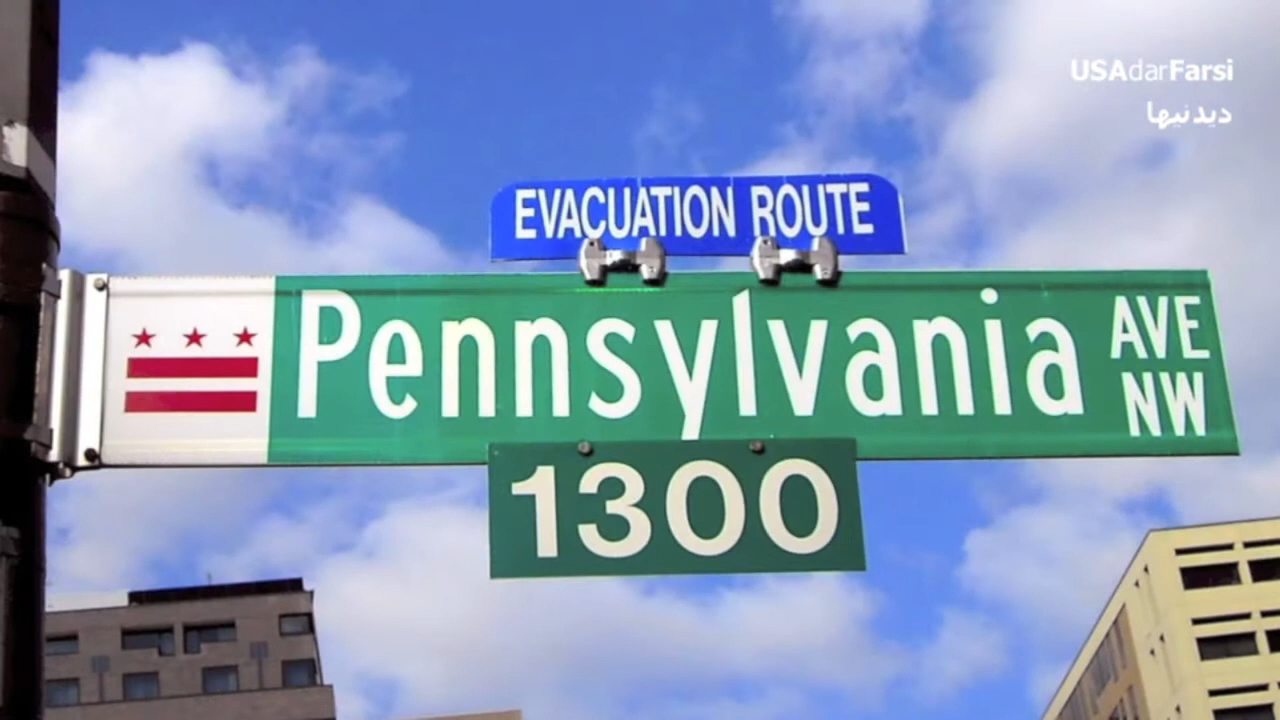 USAdarFarsi
دیدنیها
EVACUATION ROUTE
Pennsylvania AVE NW
1300